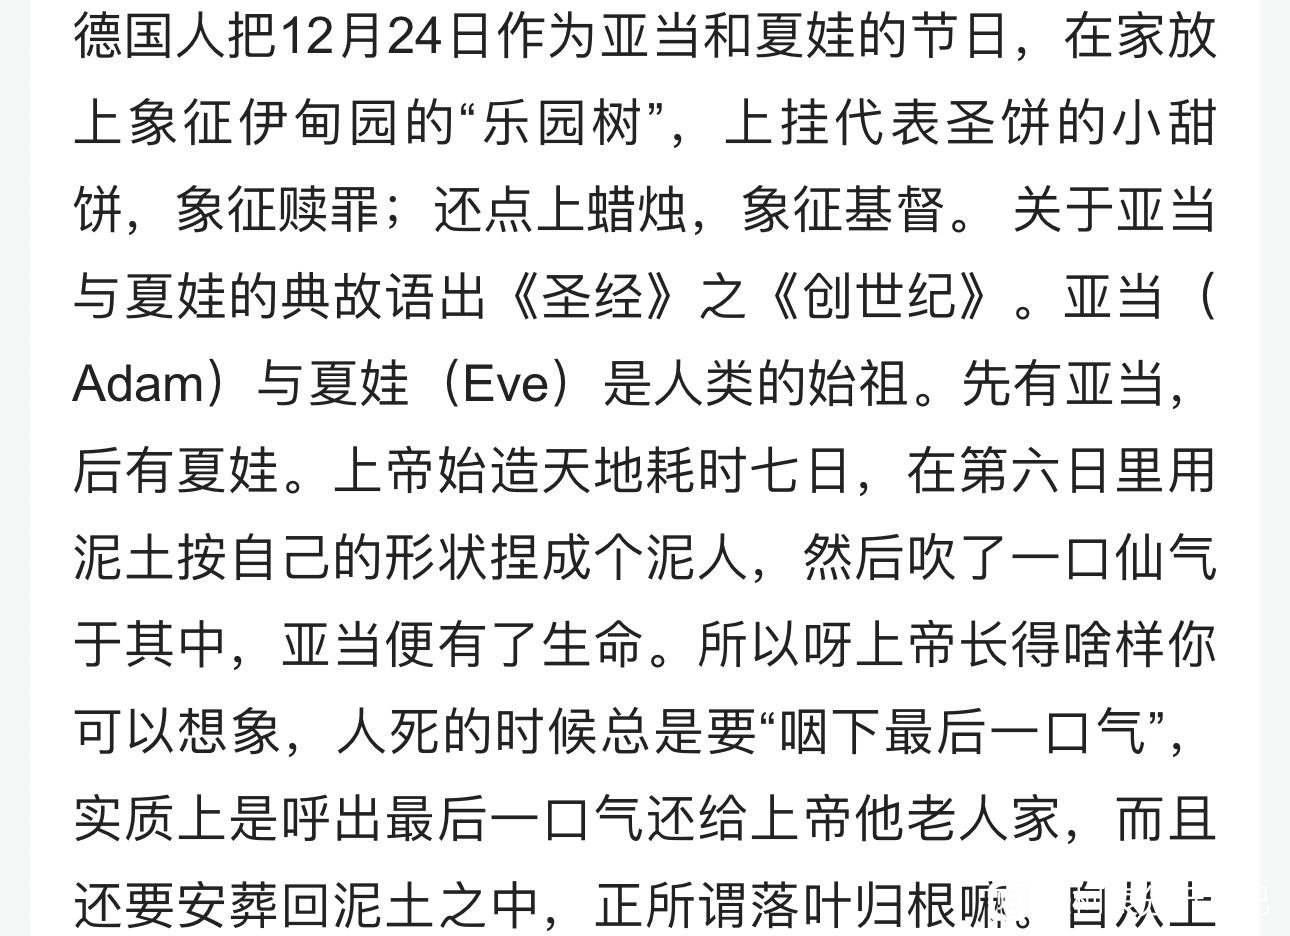 德国人把12月24日作为亚当和夏娃的节日，在家放
上象征伊甸园的“乐园树”，上挂代表圣饼的小甜
饼，象征赎罪；还点上蜡烛，象征基督。 关于亚当
与夏娃的典故语出《圣经》之《创世纪》。亚当（
Adam）与夏娃（Eve）是人类的始祖。先有亚当，
后有夏娃。上帝始造天地耗时七日，在第六日里用
泥土按自己的形状捏成个泥人，然后吹了一口仙气
于其中，亚当便有了生命。所以呀上帝长得啥样你
可以想象，人死的时候总是要“咽下最后一口气”，
实质上是呼出最后一口气还给上帝他老人家，而且
还要安葬回泥土之中，正所谓落叶归根嘛。自从上